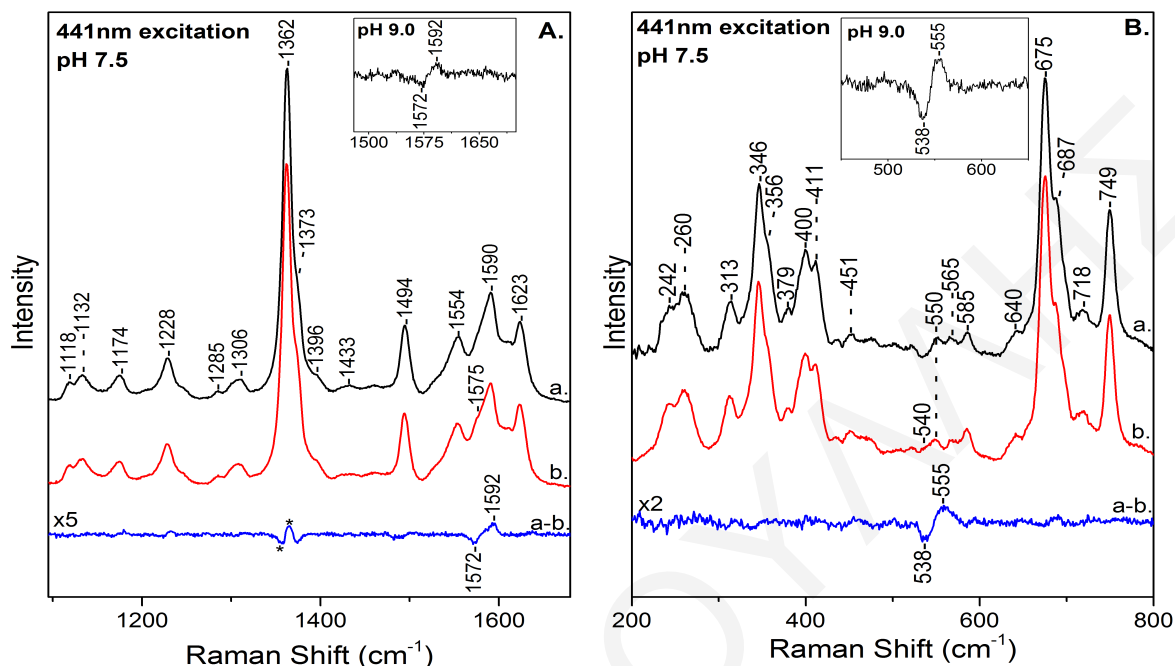 441nm excitation
pH 7.5
A.
pH 9.0
1592
1572
1500 1575 1650
1362
1373
1118
1132
1174
1228
1285
1306
1396
1433
1494
1554
1575
1590
1623
a.
b.
x5
a-b.
*
*
1592
1572
Intensity
1200 1400 1600
Raman Shift (cm⁻¹)
441nm excitation
pH 7.5
B.
pH 9.0
555
538
500 600
242
260
313
346
356
379
400
411
451
550
565
585
640
675
687
718
749
a.
540
b.
x2
a-b.
555
538
Intensity
200 400 600 800
Raman Shift (cm⁻¹)